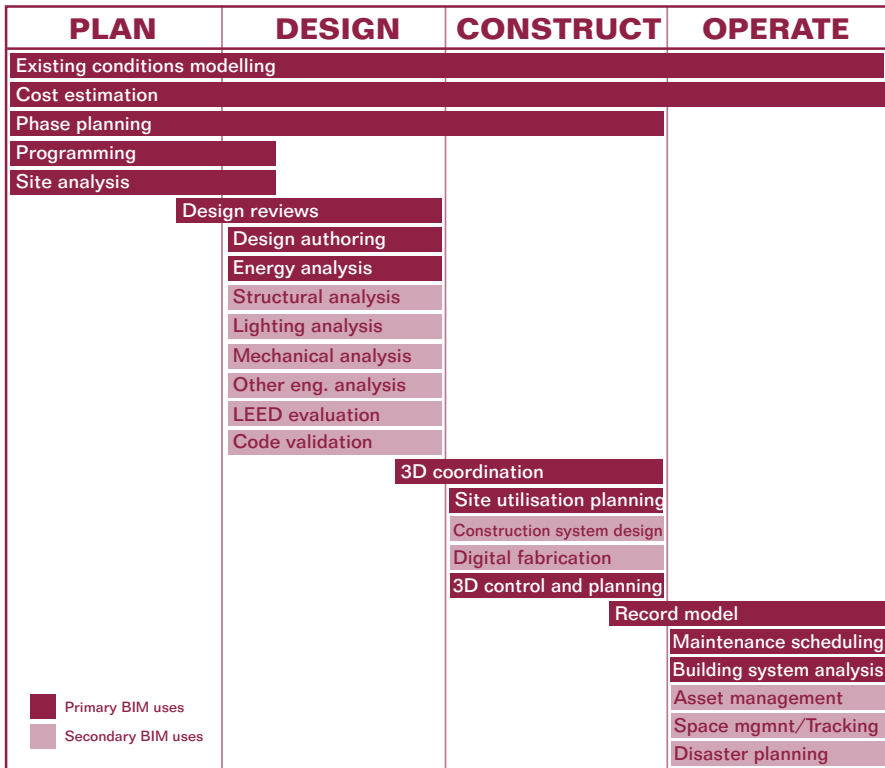 PLAN DESIGN CONSTRUCT OPERATE
Existing conditions modelling
Cost estimation
Phase planning
Programming
Site analysis
Design reviews
Design authoring
Energy analysis
Structural analysis
Lighting analysis
Mechanical analysis
Other eng. analysis
LEED evaluation
Code validation
3D coordination
Site utilisation planning
Construction system design
Digital fabrication
3D control and planning
Record model
Maintenance scheduling
Building system analysis
Asset management
Space mgmnt/Tracking
Disaster planning
Primary BIM uses
Secondary BIM uses